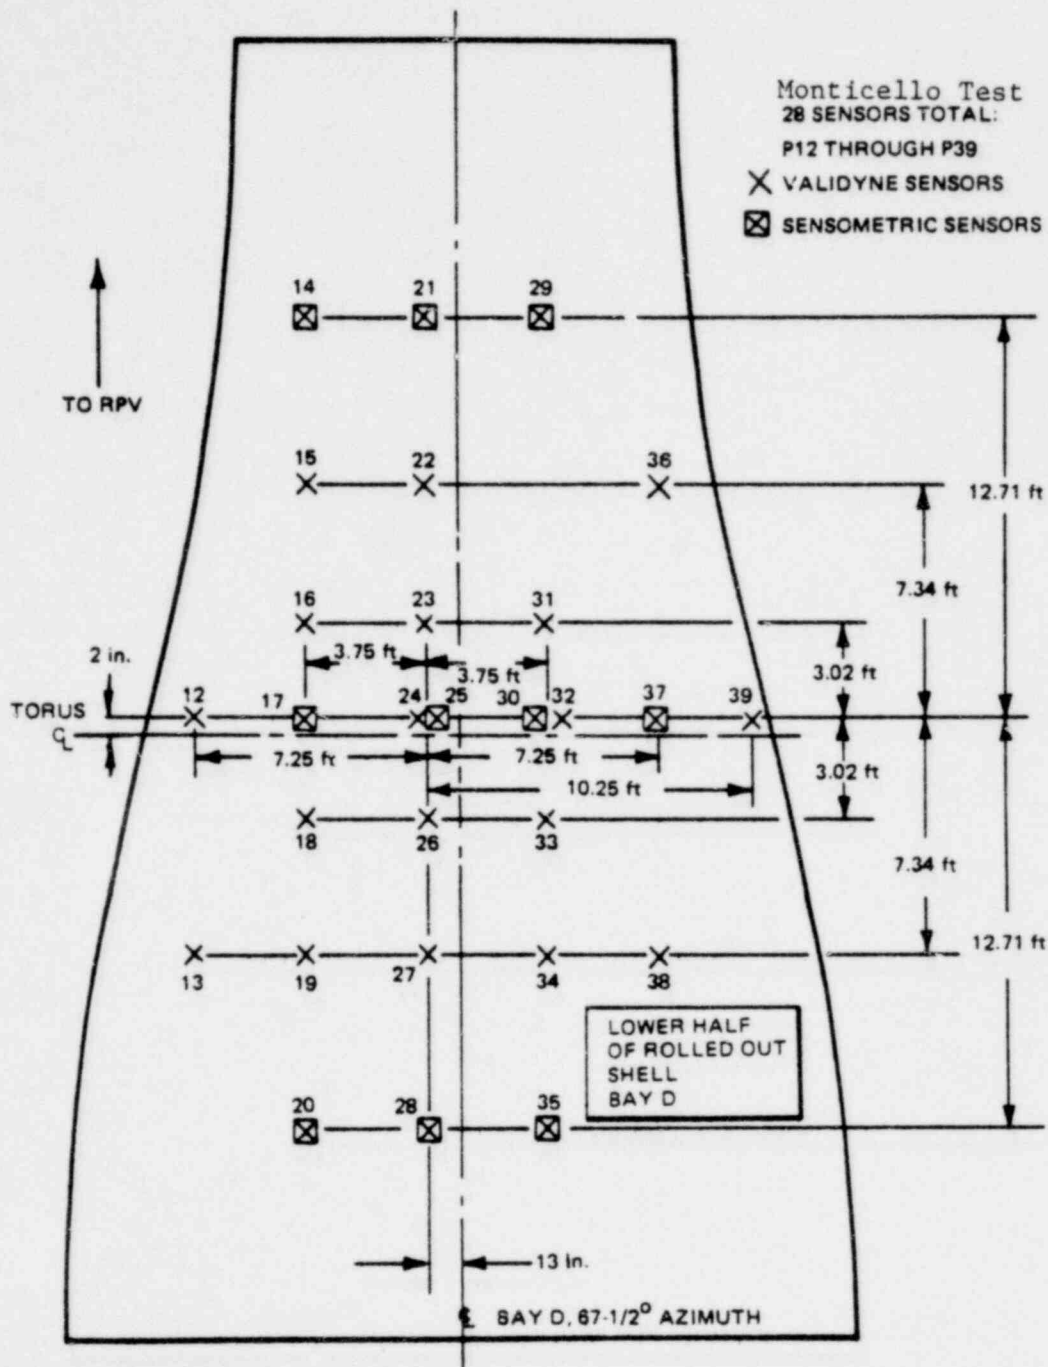 Monticello Test
28 SENSORS TOTAL:
P12 THROUGH P39
VALIDYNE SENSORS
SENSOMETRIC SENSORS
14 21 29
TO RPV
15 22 36
12.71 ft
7.34 ft
16 23 31
2 in.
3.75 ft
3.75 ft
3.02 ft
12 17 24 25 30 32 37 39
TORUS
CL
7.25 ft 7.25 ft
3.02 ft
10.25 ft
18 26 33
7.34 ft
12.71 ft
13 19 27 34 38
LOWER HALF
OF ROLLED OUT
SHELL
BAY D
20 28 35
13 In.
CL BAY D, 67-1/2° AZIMUTH